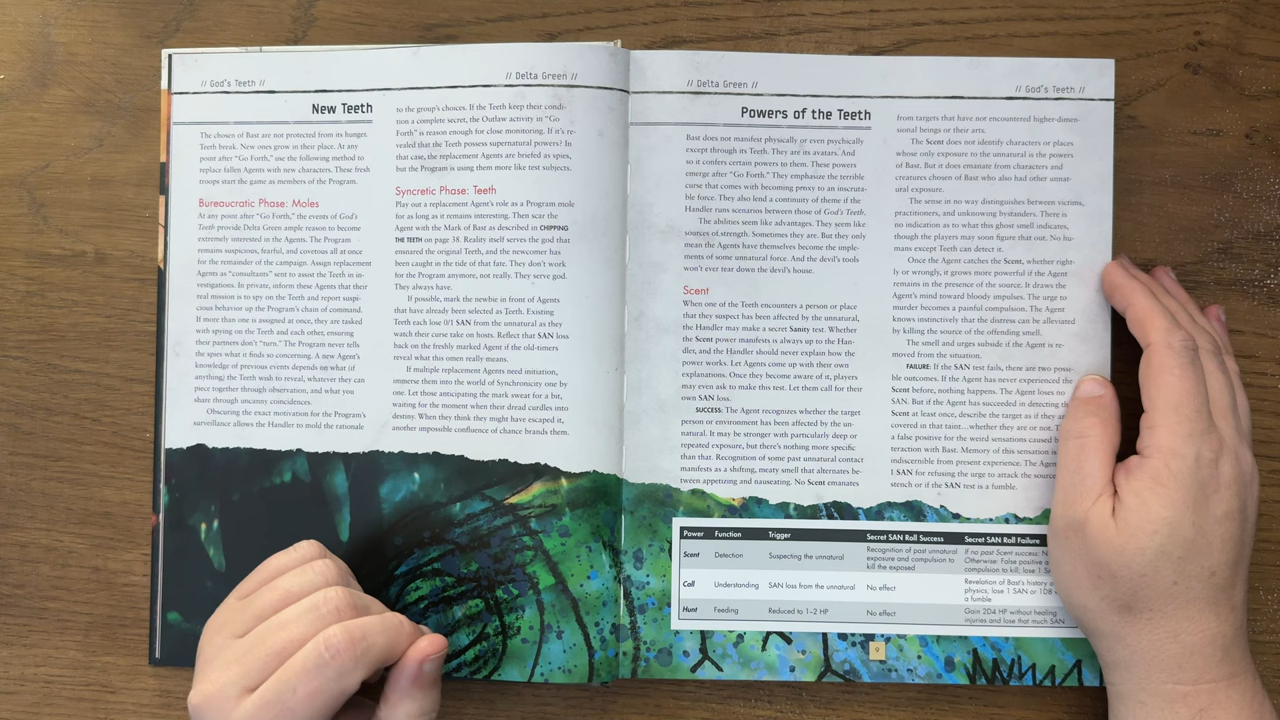 // God's Teeth //
// Delta Green //
New Teeth
The chosen of Bast are not protected from its hunger.
Teeth break. New ones grow in their place. At any
point after "Go Forth," use the following method to
replace fallen Agents with new characters. These fresh
troops start the game as members of the Program.
Bureaucratic Phase: Moles
At any point after "Go Forth," the events of God's
Teeth provide Delta Green ample reason to become
extremely interested in the Agents. The Program
remains suspicious, fearful, and covetous all at once
for the remainder of the campaign. Assign replacement
Agents as "consultants" sent to assist the Teeth in in-
vestigations. In private, inform these Agents that their
real mission is to spy on the Teeth and report suspi-
cious behavior up the Program's chain of command.
If more than one is assigned at once, they are tasked
with spying on the Teeth and each other, ensuring
their partners don't "turn." The Program never tells
the spies what it finds so concerning. A new Agent's
knowledge of previous events depends on what (if
anything) the Teeth wish to reveal, whatever they can
piece together through observation, and what you
share through uncanny coincidences.
Obscuring the exact motivation for the Program's
surveillance allows the Handler to mold the rationale
to the group's choices. If the Teeth keep their condi-
tion a complete secret, the Outlaw activity in "Go
Forth" is reason enough for close monitoring. If it's re-
vealed that the Teeth possess supernatural powers? In
that case, the replacement Agents are briefed as spies,
but the Program is using them more like test subjects.
Syncretic Phase: Teeth
Play out a replacement Agent's role as a Program mole
for as long as it remains interesting. Then scar the
Agent with the Mark of Bast as described in CHIPPING
THE TEETH on page 38. Reality itself serves the god that
ensnared the original Teeth, and the newcomer has
been caught in the tide of that fate. They don't work
for the Program anymore, not really. They serve god.
They always have.
If possible, mark the newbie in front of Agents
that have already been selected as Teeth. Existing
Teeth each lose 0/1 SAN from the unnatural as they
watch their curse take on hosts. Reflect that SAN loss
back on the freshly marked Agent if the old-timers
reveal what this omen really means.
If multiple replacement Agents need initiation,
immerse them into the world of Synchronicity one by
one. Let those anticipating the mark sweat for a bit,
waiting for the moment when their dread curdles into
destiny. When they think they might have escaped it,
another impossible confluence of chance brands them.
// Delta Green //
// God's Teeth //
Powers of the Teeth
Bast does not manifest physically or even psychically
except through its Teeth. They are its avatars. And
so it confers certain powers to them. These powers
emerge after "Go Forth." They emphasize the terrible
curse that comes with becoming proxy to an inscruta-
ble force. They also lend a continuity of theme if the
Handler runs scenarios between those of God's Teeth.
The abilities seem like advantages. They seem like
sources of strength. Sometimes they are. But they only
mean the Agents have themselves become the imple-
ments of some unnatural force. And the devil's tools
won't ever tear down the devil's house.
Scent
When one of the Teeth encounters a person or place
that they suspect has been affected by the unnatural,
the Handler may make a secret Sanity test. Whether
the Scent power manifests is always up to the Han-
dler, and the Handler should never explain how the
power works. Let Agents come up with their own
explanations. Once they become aware of it, players
may even ask to make this test. Let them call for their
own SAN loss.
SUCCESS: The Agent recognizes whether the target
person or environment has been affected by the un-
natural. It may be stronger with particularly deep or
repeated exposure, but there's nothing more specific
than that. Recognition of some past unnatural contact
manifests as a shifting, meaty smell that alternates be-
tween appetizing and nauseating. No Scent emanates
from targets that have not encountered higher-dimen-
sional beings or their arts.
The Scent does not identify characters or places
whose only exposure to the unnatural is the powers
of Bast. But it does emanate from characters and
creatures chosen of Bast who also had other unnat-
ural exposure.
The sense in no way distinguishes between victims,
practitioners, and unknowing bystanders. There is
no indication as to what this ghost smell indicates,
though the players may soon figure that out. No hu-
mans except Teeth can detect it.
Once the Agent catches the Scent, whether right-
ly or wrongly, it grows more powerful if the Agent
remains in the presence of the source. It draws the
Agent's mind toward bloody impulses. The urge to
murder becomes a painful compulsion. The Agent
knows instinctively that the distress can be alleviated
by killing the source of the offending smell.
The smell and urges subside if the Agent is re-
moved from the situation.
FAILURE: If the SAN test fails, there are two possi-
ble outcomes. If the Agent has never experienced the
Scent before, nothing happens. The Agent loses no
SAN. But if the Agent has succeeded in detecting the
Scent at least once, describe the target as if they are
covered in that taint…whether they are or not.
a false positive for the weird sensations caused
teraction with Bast. Memory of this sensation is
indiscernible from present experience. The Agent
1 SAN for refusing the urge to attack the source
stench or if the SAN test is a fumble.
Power Function Trigger Secret SAN Roll Success Secret SAN Roll Failure
Scent Detection Suspecting the unnatural Recognition of past unnatural exposure and compulsion to kill the exposed If no past Scent success: Otherwise: False positive compulsion to kill; lose 1
Call Understanding SAN loss from the unnatural No effect Revelation of Bast's history physics, lose 1 SAN or 1D8 a fumble
Hunt Feeding Reduced to 1–2 HP No effect Gain 2D4 HP without healing injuries and lose that much SAN
9